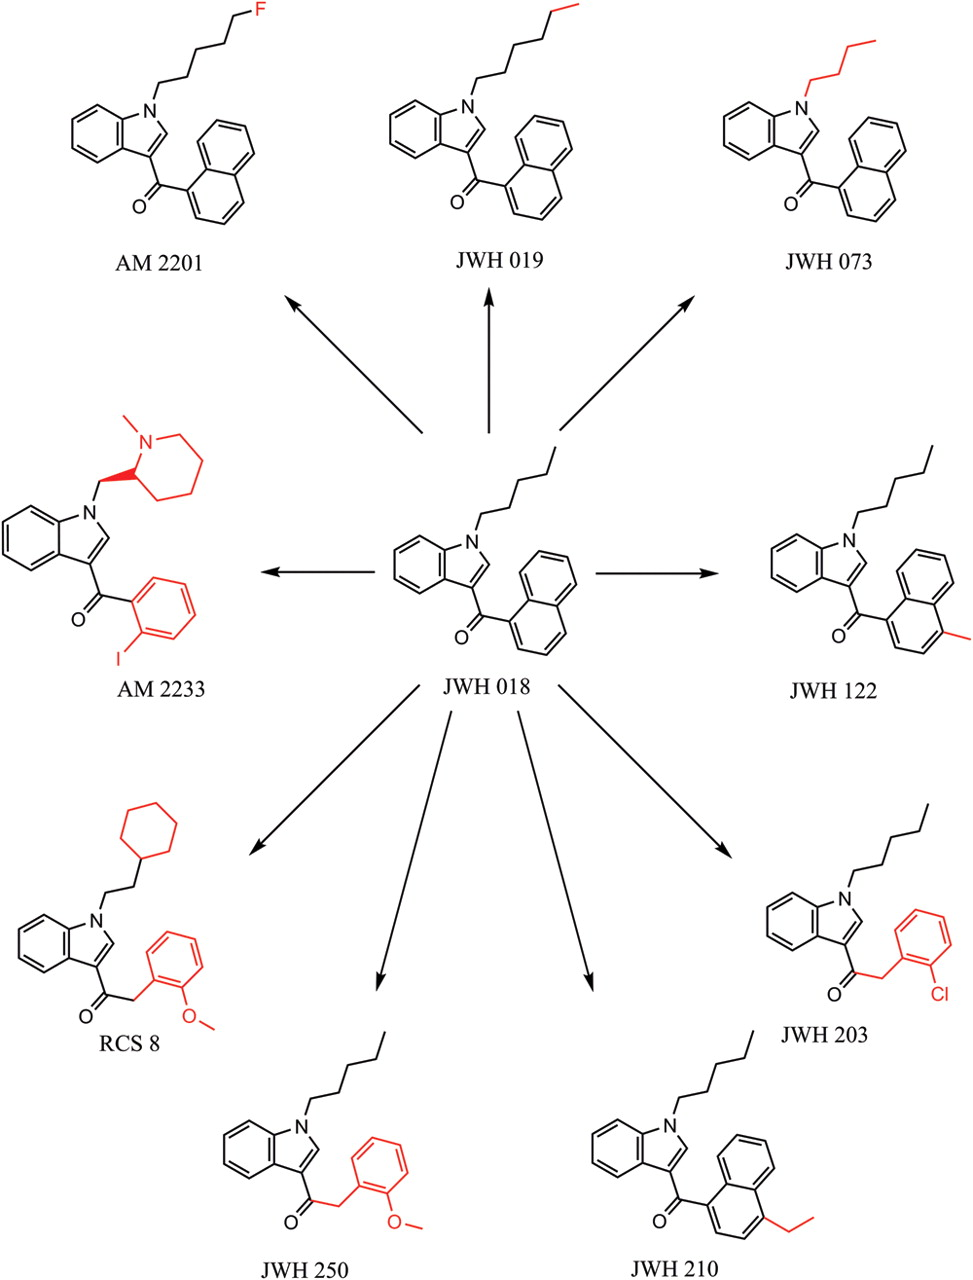 F
N
O
AM 2201
N
O
JWH 019
N
O
JWH 073
N
N
O
I
AM 2233
N
O
JWH 018
N
O
JWH 122
N
O
O
RCS 8
N
O
Cl
JWH 203
N
O
O
JWH 250
N
O
JWH 210